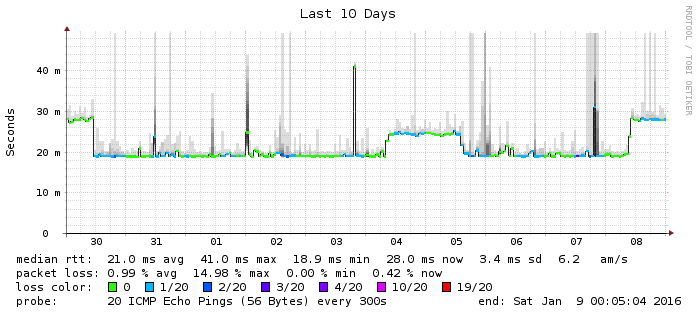 Last 10 Days
RRDTOOL / TOBI OETIKER
Seconds
40 m
30 m
20 m
10 m
0
30 31 01 02 03 04 05 06 07 08
median rtt: 21.0 ms avg 41.0 ms max 18.9 ms min 28.0 ms now 3.4 ms sd 6.2 am/s
packet loss: 0.99 % avg 14.98 % max 0.00 % min 0.42 % now
loss color: 0 1/20 2/20 3/20 4/20 10/20 19/20
probe: 20 ICMP Echo Pings (56 Bytes) every 300s end: Sat Jan 9 00:05:04 2016